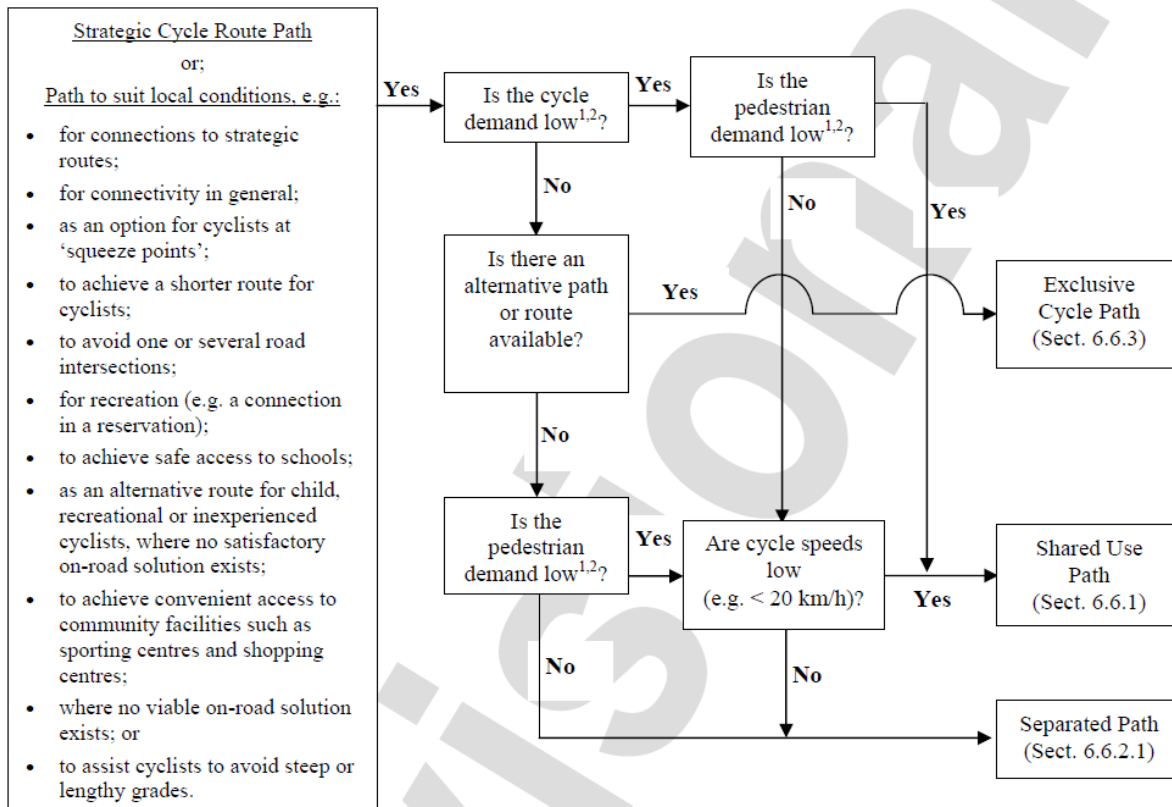 Strategic Cycle Route Path
or;
Path to suit local conditions, e.g.:
• for connections to strategic
routes;
• for connectivity in general;
• as an option for cyclists at
‘squeeze points’;
• to achieve a shorter route for
cyclists;
• to avoid one or several road
intersections;
• for recreation (e.g. a connection
in a reservation);
• to achieve safe access to schools;
• as an alternative route for child,
recreational or inexperienced
cyclists, where no satisfactory
on-road solution exists;
• to achieve convenient access to
community facilities such as
sporting centres and shopping
centres;
• where no viable on-road solution
exists; or
• to assist cyclists to avoid steep or
lengthy grades.
Yes
Is the cycle
demand low1,2?
Yes
Is the
pedestrian
demand low1,2?
No
No
Yes
Is there an
alternative path
or route
available?
Yes
Exclusive
Cycle Path
(Sect. 6.6.3)
No
Is the
pedestrian
demand low1,2?
Yes
Are cycle speeds
low
(e.g. < 20 km/h)?
Yes
Shared Use
Path
(Sect. 6.6.1)
No
No
Separated Path
(Sect. 6.6.2.1)